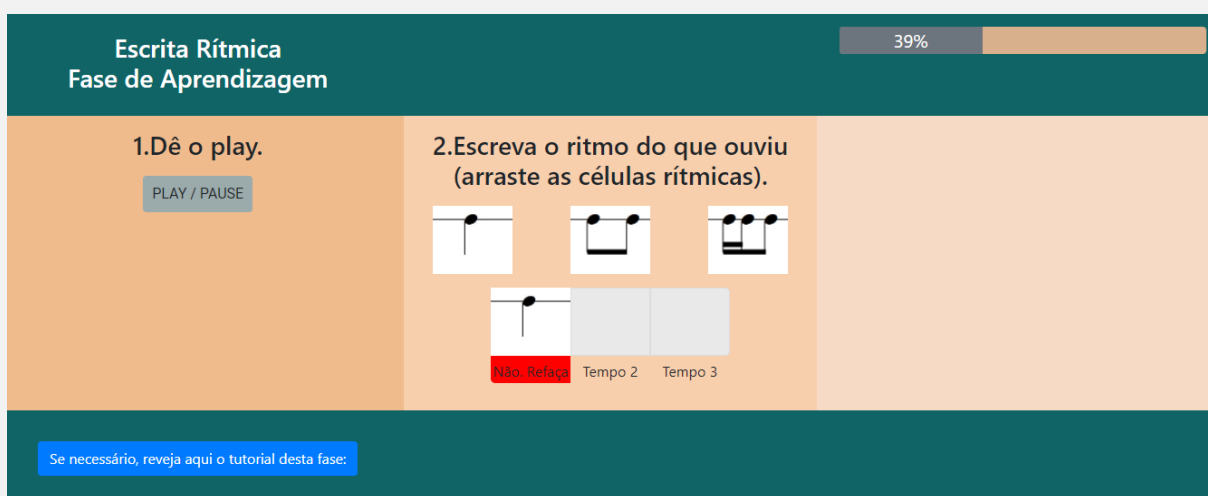 Escrita Rítmica
Fase de Aprendizagem
39%
1.Dê o play.
PLAY / PAUSE
2.Escreva o ritmo do que ouviu
(arraste as células rítmicas).
Não. Refaça
Tempo 2
Tempo 3
Se necessário, reveja aqui o tutorial desta fase: